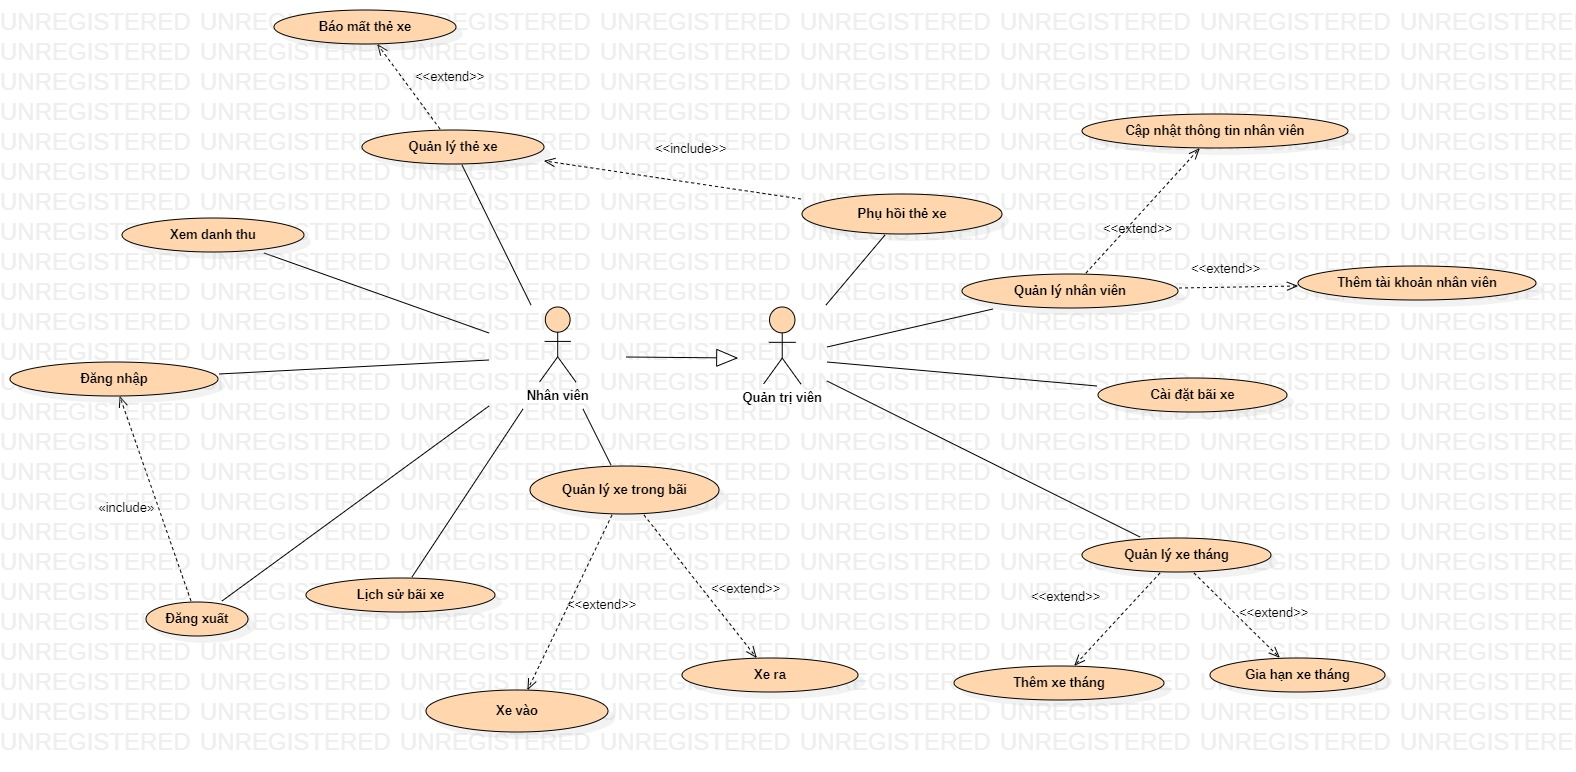 UNREGISTERED UNREGISTERED UNREGISTERED UNREGISTERED UNREGISTERED UNREGISTERED UNREGISTERED UNREGISTERED
Báo mất thẻ xe
<<extend>>
Cập nhật thông tin nhân viên
Quản lý thẻ xe
<<include>>
Phụ hồi thẻ xe
Xem danh thu
<<extend>>
<<extend>>
Thêm tài khoản nhân viên
Quản lý nhân viên
Đăng nhập
Nhân viên
Quản trị viên
Cài đặt bãi xe
Quản lý xe trong bãi
«include»
Quản lý xe tháng
Lịch sử bãi xe
<<extend>>
<<extend>>
<<extend>>
<<extend>>
Đăng xuất
Xe ra
Thêm xe tháng
Gia hạn xe tháng
Xe vào